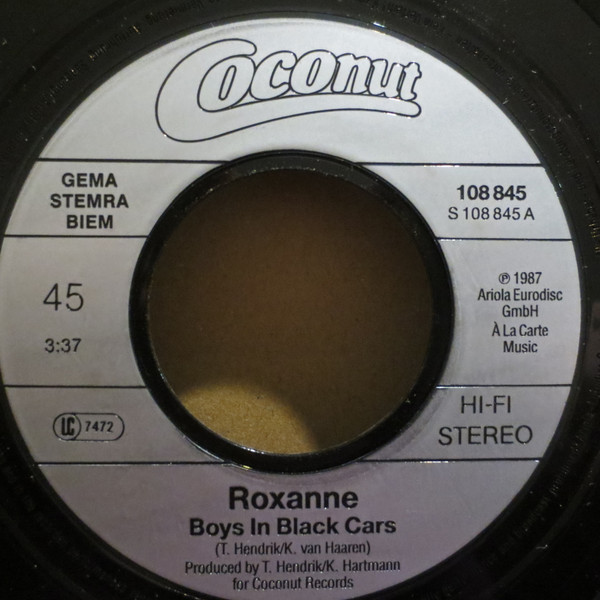 Coconut
GEMA
STEMRA
BIEM
108 845
S 108 845 A
45
3:37
℗ 1987
Ariola Eurodisc
GmbH
À La Carte
Music
LC 7472
HI-FI
STEREO
Roxanne
Boys In Black Cars
(T. Hendrik/K. van Haaren)
Produced by T. Hendrik/K. Hartmann
for Coconut Records